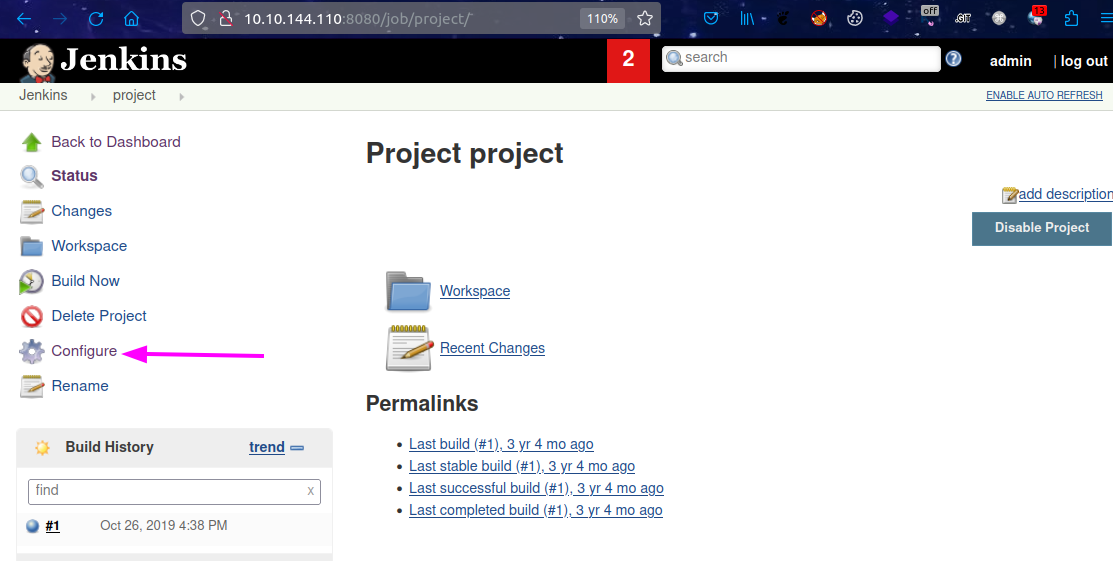 10.10.144.110:8080/job/project/
110%
off
.GIT
13
Jenkins
2
search
admin
| log out
Jenkins
project
ENABLE AUTO REFRESH
Back to Dashboard
Status
Changes
Workspace
Build Now
Delete Project
Configure
Rename
Project project
add description
Disable Project
Workspace
Recent Changes
Permalinks
Last build (#1), 3 yr 4 mo ago
Last stable build (#1), 3 yr 4 mo ago
Last successful build (#1), 3 yr 4 mo ago
Last completed build (#1), 3 yr 4 mo ago
Build History
trend
find
x
#1
Oct 26, 2019 4:38 PM